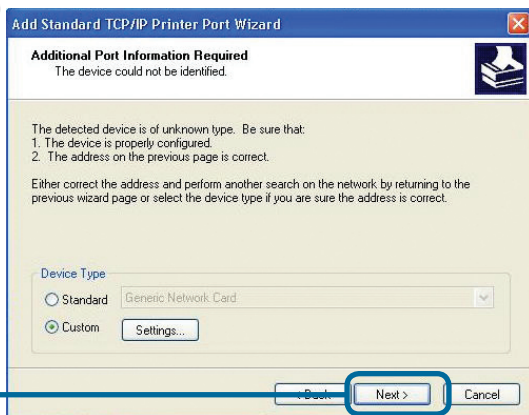 Add Standard TCP/IP Printer Port Wizard
Additional Port Information Required
The device could not be identified.
The detected device is of unknown type. Be sure that:
1. The device is properly configured.
2. The address on the previous page is correct.
Either correct the address and perform another search on the network by returning to the
previous wizard page or select the device type if you are sure the address is correct.
Device Type
Standard Generic Network Card
Custom Settings...
< Back Next > Cancel